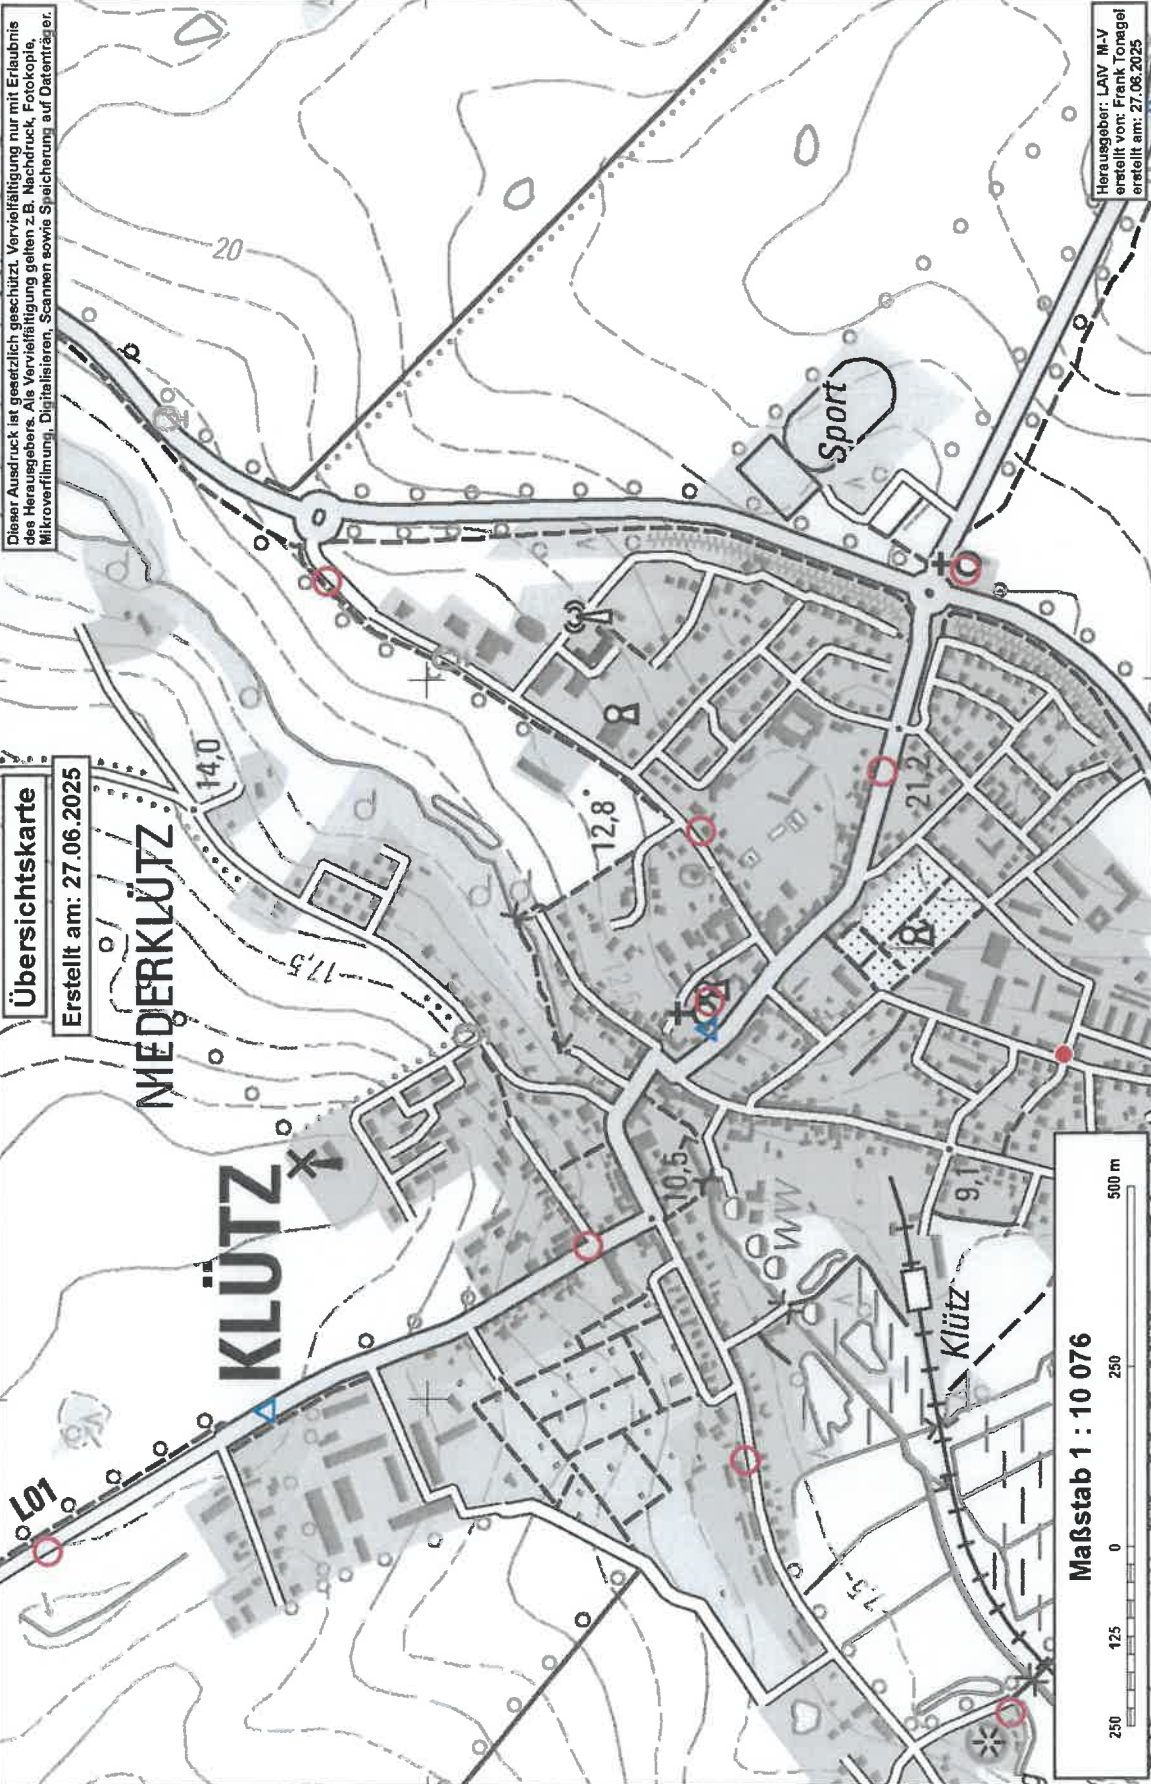 Übersichtskarte
Erstellt am: 27.06.2025
Dieser Ausdruck ist gesetzlich geschützt. Vervielfältigung nur mit Erlaubnis
des Herausgebers. Als Vervielfältigung gelten z.B. Nachdruck, Fotokopie,
Mikroverfilmung, Digitalisieren, Scannen sowie Speicherung auf Datenträger.
L01
KLÜTZ
NIEDERKLÜTZ
14,0
17,5
20
12,8
10,5
WW
21,2
Sport
7,5
Klütz
9,1
Maßstab 1 : 10 076
250
125
0
250
500 m
Herausgeber: LAIV M-V
erstellt von: Frank Tonagel
erstellt am: 27.06.2025